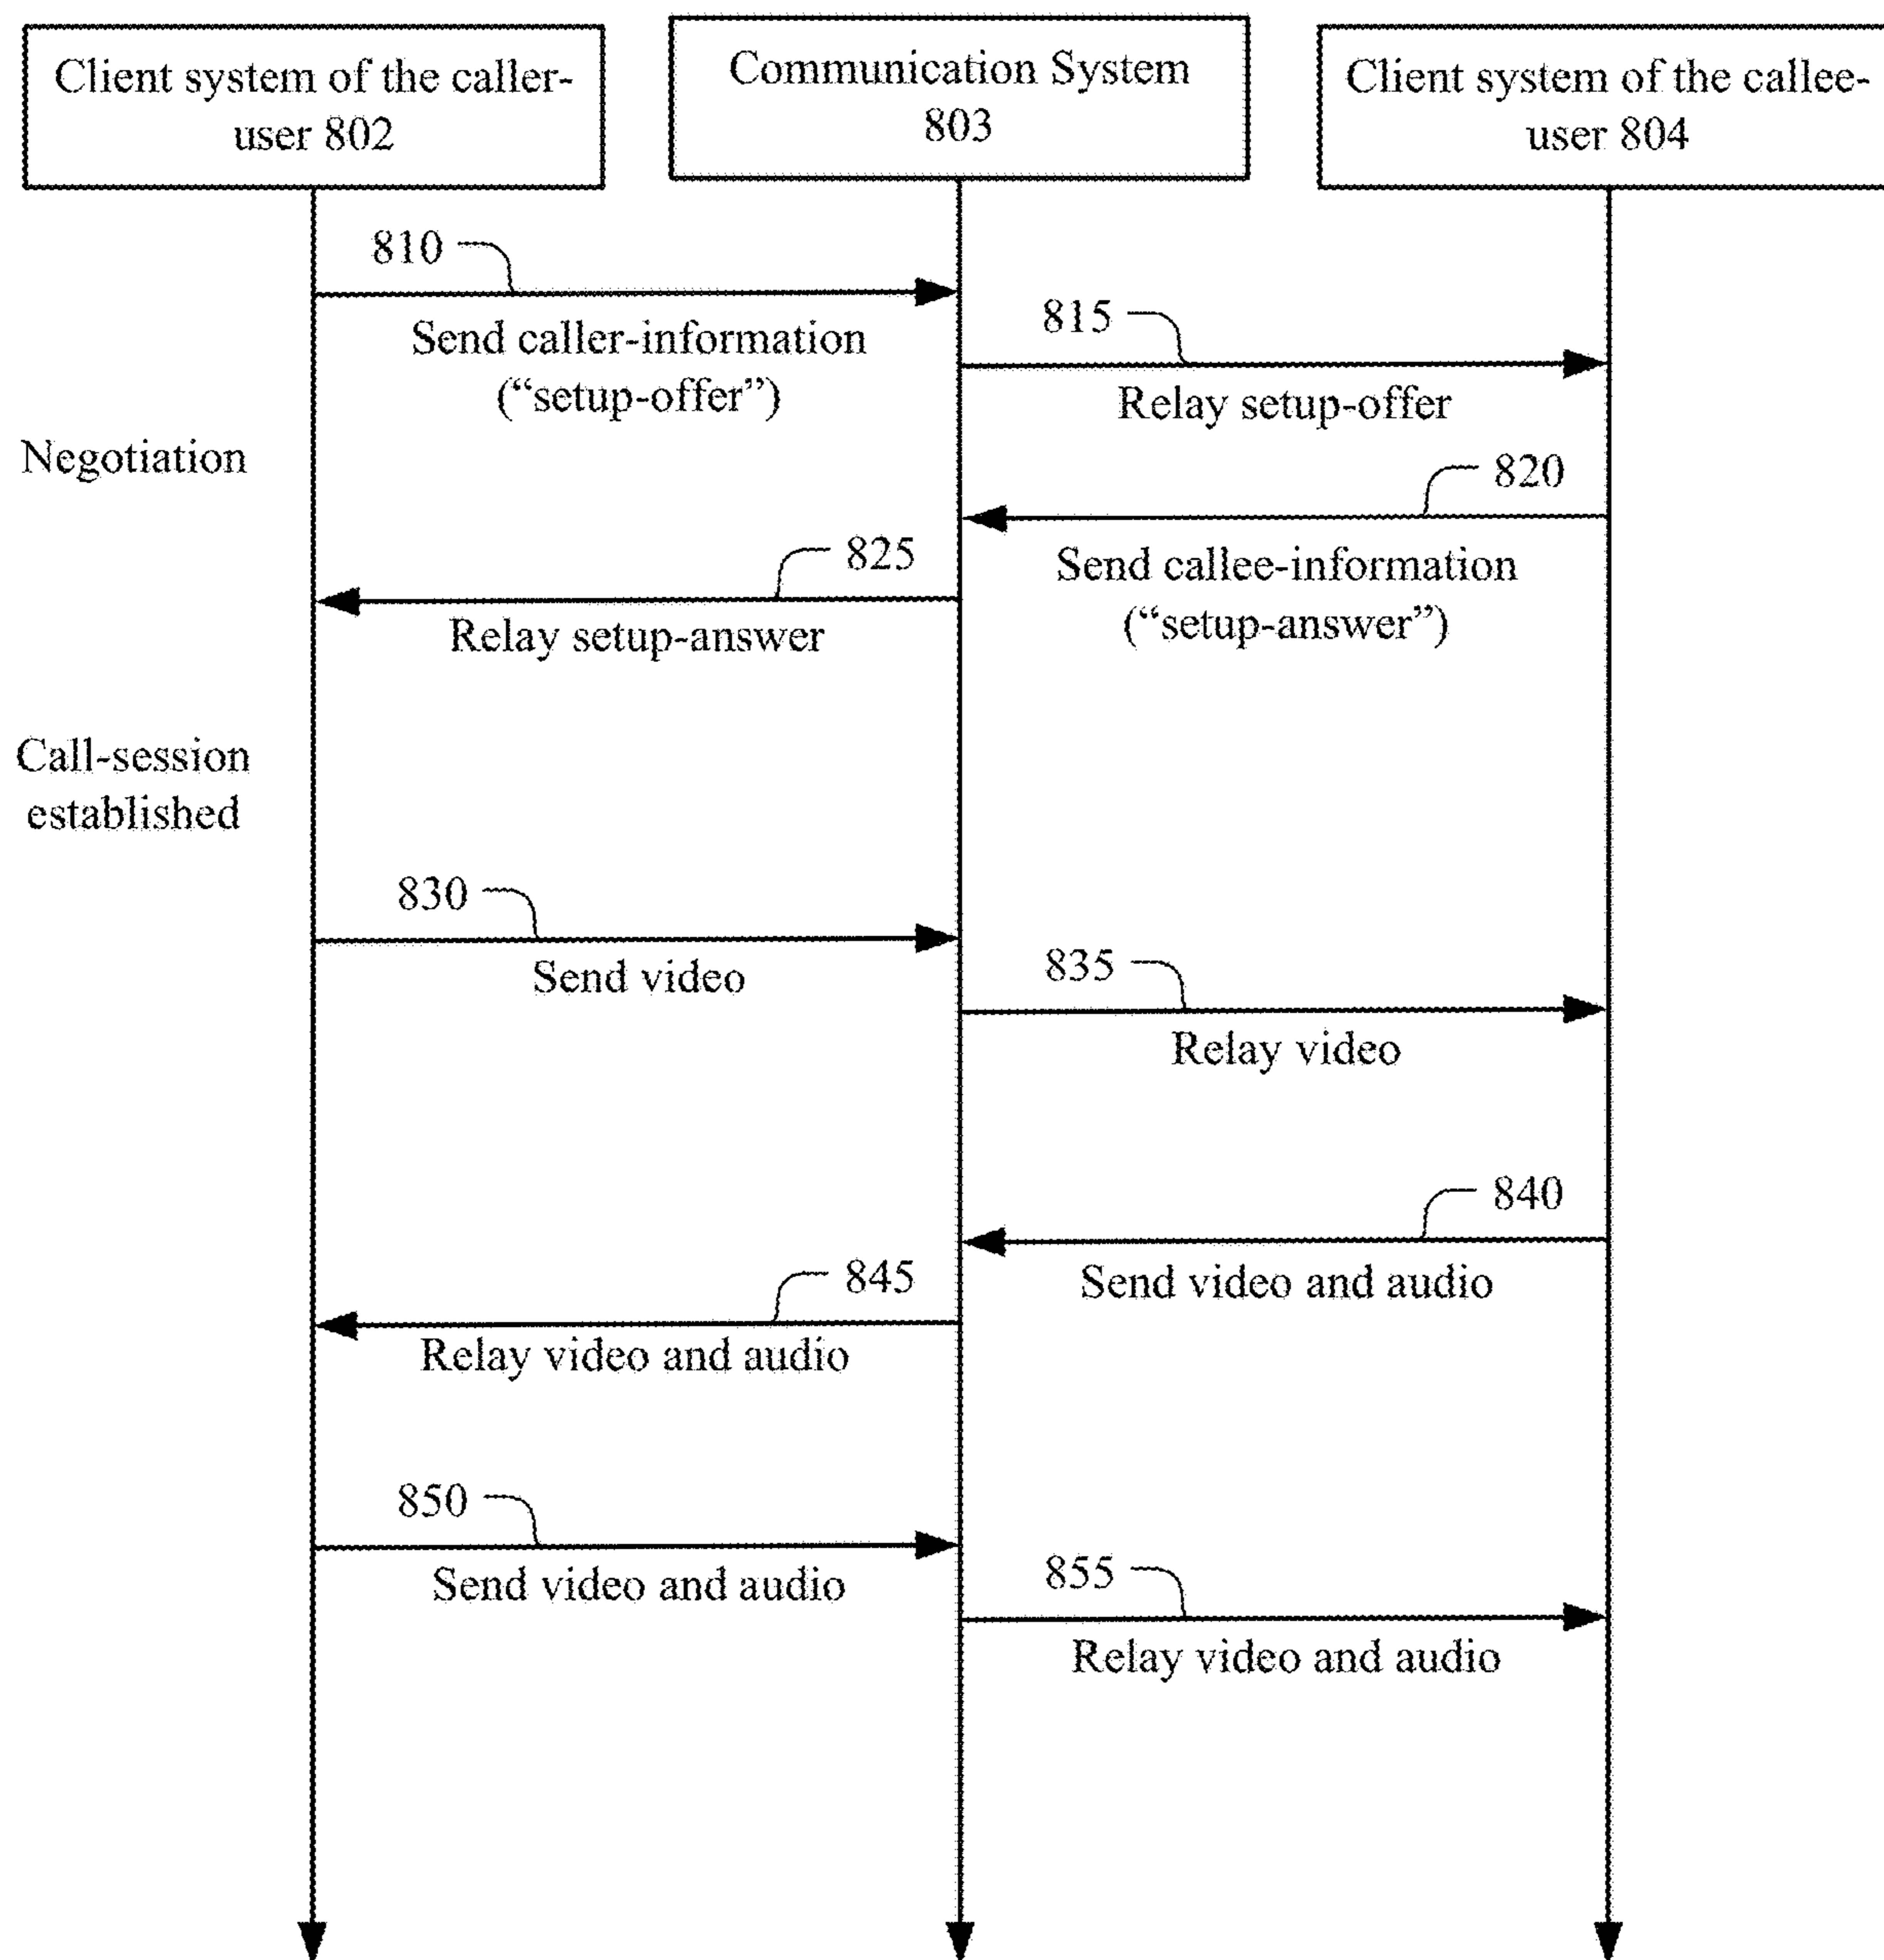 Client system of the caller-
user 802
Communication System
803
Client system of the callee-
user 804
810
Send caller-information
(“setup-offer”)
815
Relay setup-offer
Negotiation
820
Send callee-information
(“setup-answer”)
825
Relay setup-answer
Call-session
established
830
Send video
835
Relay video
840
Send video and audio
845
Relay video and audio
850
Send video and audio
855
Relay video and audio